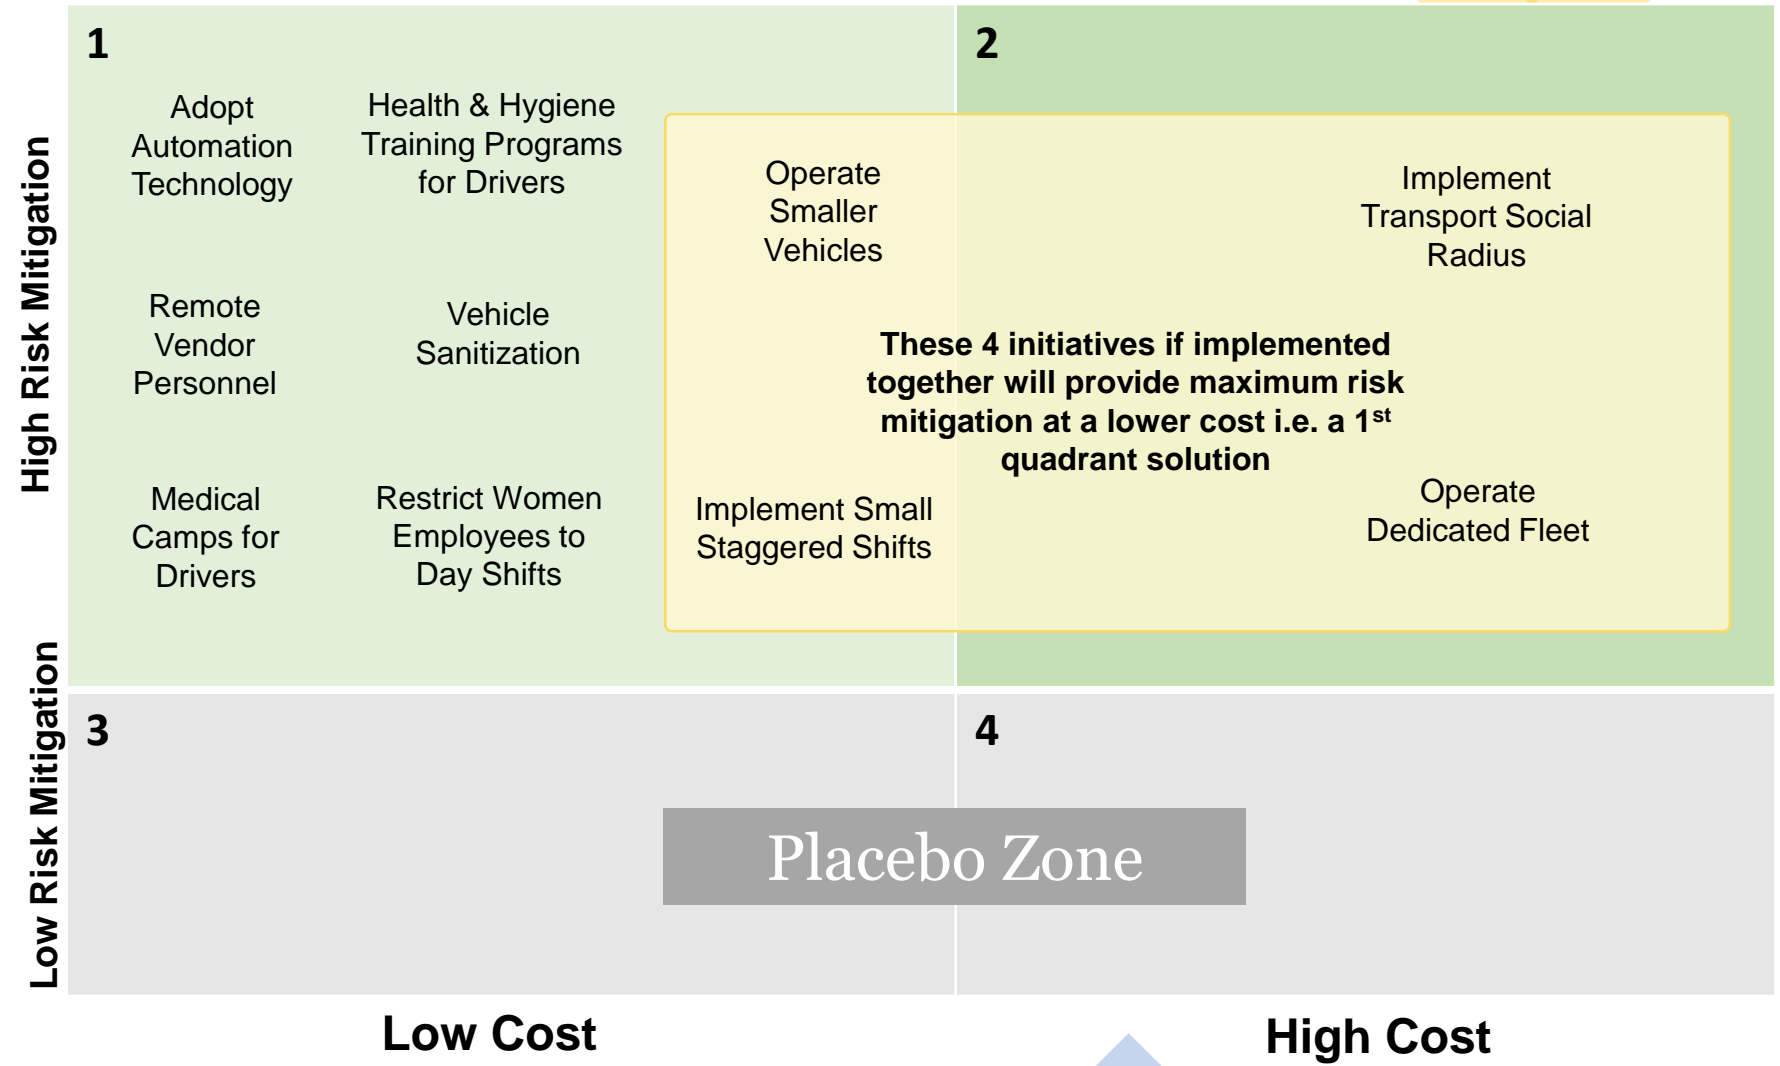 1
2
Adopt
Automation
Technology
Health & Hygiene
Training Programs
for Drivers
Operate
Smaller
Vehicles
Implement
Transport Social
Radius
High Risk Mitigation
Remote
Vendor
Personnel
Vehicle
Sanitization
These 4 initiatives if implemented
together will provide maximum risk
mitigation at a lower cost i.e. a 1st
quadrant solution
Medical
Camps for
Drivers
Restrict Women
Employees to
Day Shifts
Implement Small
Staggered Shifts
Operate
Dedicated Fleet
Low Risk Mitigation
3
4
Placebo Zone
Low Cost
High Cost